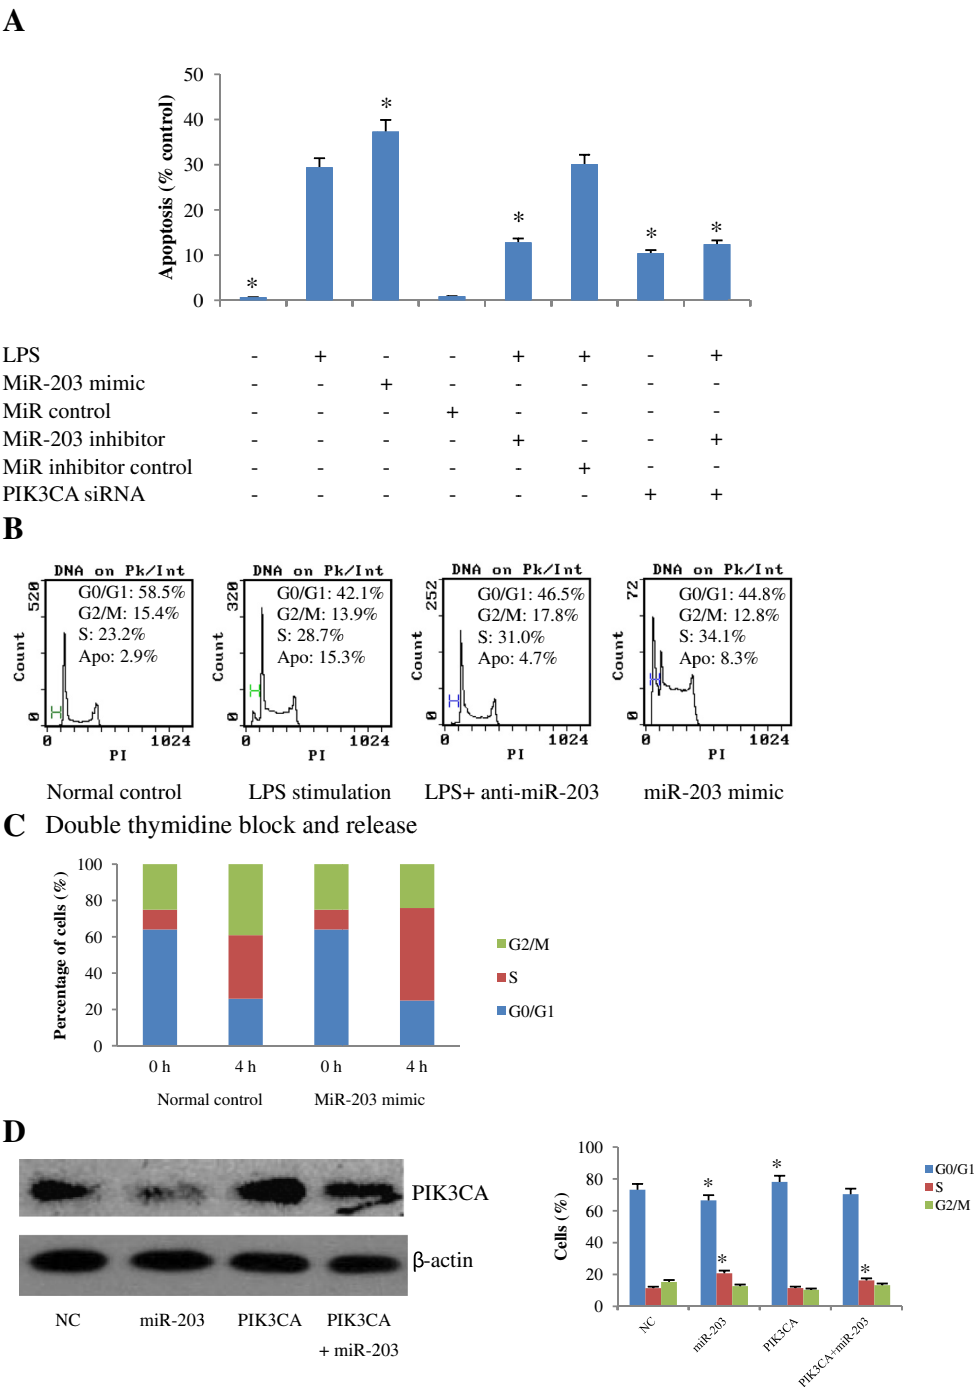 A
50
40
30
20
10
0
Apoptosis (% control)
* * * * *
LPS - + - - + + - +
MiR-203 mimic - - + - - - - -
MiR control - - - + - - - -
MiR-203 inhibitor - - - - + - - +
MiR inhibitor control - - - - - + - -
PIK3CA siRNA - - - - - - + +
B
DNA on Pk/Int
520
Count
0
G0/G1: 58.5%
G2/M: 15.4%
S: 23.2%
Apo: 2.9%
0 1024
PI
Normal control
DNA on Pk/Int
320
Count
0
G0/G1: 42.1%
G2/M: 13.9%
S: 28.7%
Apo: 15.3%
0 1024
PI
LPS stimulation
DNA on Pk/Int
252
Count
0
G0/G1: 46.5%
G2/M: 17.8%
S: 31.0%
Apo: 4.7%
0 1024
PI
LPS+ anti-miR-203
DNA on Pk/Int
72
Count
0
G0/G1: 44.8%
G2/M: 12.8%
S: 34.1%
Apo: 8.3%
0 1024
PI
miR-203 mimic
C Double thymidine block and release
100
80
60
40
20
0
Percentage of cells (%)
0 h 4 h 0 h 4 h
Normal control MiR-203 mimic
G2/M
S
G0/G1
D
PIK3CA
β-actin
NC miR-203 PIK3CA PIK3CA
+ miR-203
100
80
60
40
20
0
Cells (%)
* * * *
NC
miR-203
PIK3CA
PIK3CA+miR-203
G0/G1
S
G2/M